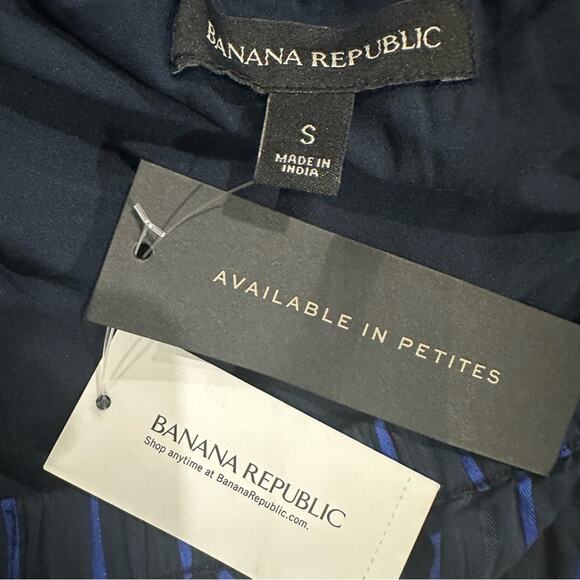 BANANA REPUBLIC
S
MADE IN
INDIA
AVAILABLE IN PETITES
BANANA REPUBLIC
Shop anytime at BananaRepublic.com.